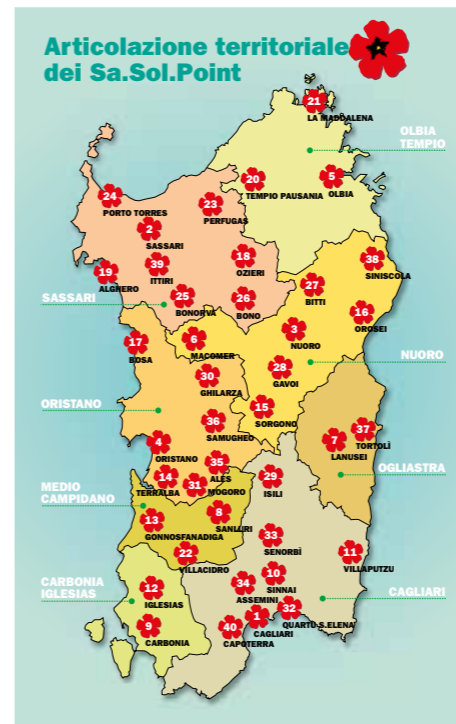 Articolazione territoriale
dei Sa.Sol.Point
21
LA MADDALENA
OLBIA
TEMPIO
20
TEMPIO PAUSANIA
5
OLBIA
24
PORTO TORRES
23
PERFUGAS
2
SASSARI
38
SINISCOLA
18
OZIERI
39
ITTIRI
19
ALGHERO
27
BITTI
SASSARI
25
BONORVA
26
BONO
16
OROSEI
3
NUORO
17
BOSA
6
MACOMER
NUORO
28
GAVOI
30
GHILARZA
ORISTANO
15
SORGONO
36
SAMUGHEO
37
TORTOLÌ
7
LANUSEI
4
ORISTANO
OGLIASTRA
35
ALES
14
TERRALBA
31
MOGORO
29
ISILI
MEDIO
CAMPIDANO
8
SANLURI
13
GONNOSFANADIGA
33
SENORBÌ
22
VILLACIDRO
11
VILLAPUTZU
CARBONIA
IGLESIAS
12
IGLESIAS
10
SINNAI
34
ASSEMINI
CAGLIARI
32
QUARTU S.ELENA
1
CAGLIARI
9
CARBONIA
40
CAPOTERRA